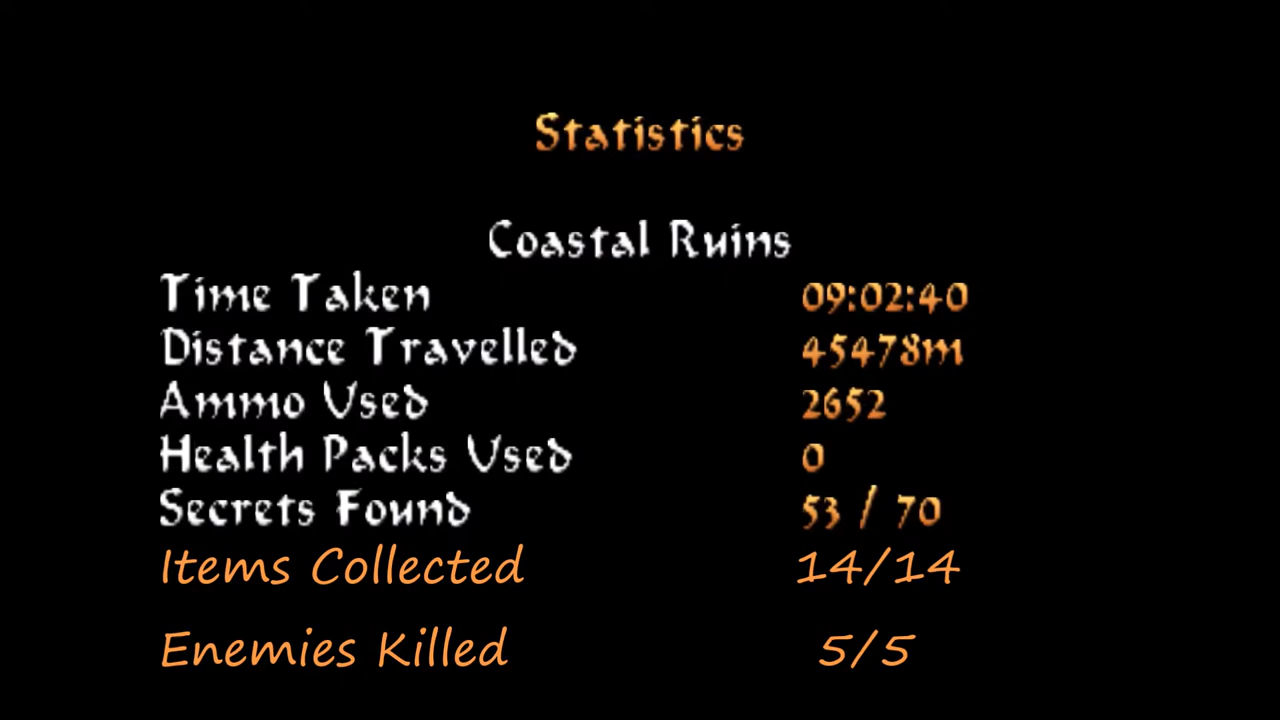 Statistics
Coastal Ruins
Time Taken 09:02:40
Distance Travelled 45478m
Ammo Used 2652
Health Packs Used 0
Secrets Found 53 / 70
Items Collected 14/14
Enemies Killed 5/5